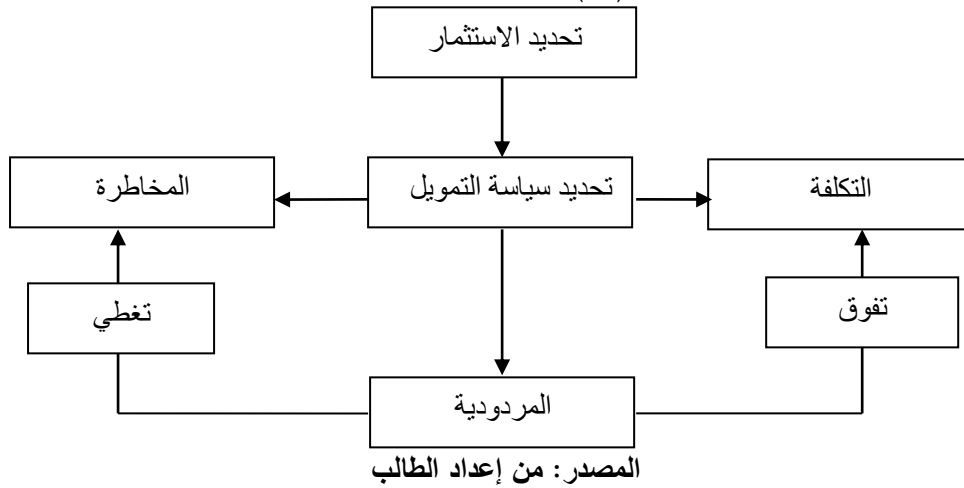 تحديد الاستثمار
التكلفة
تحديد سياسة التمويل
المخاطرة
تفوق
تغطي
المردودية
المصدر: من إعداد الطالب